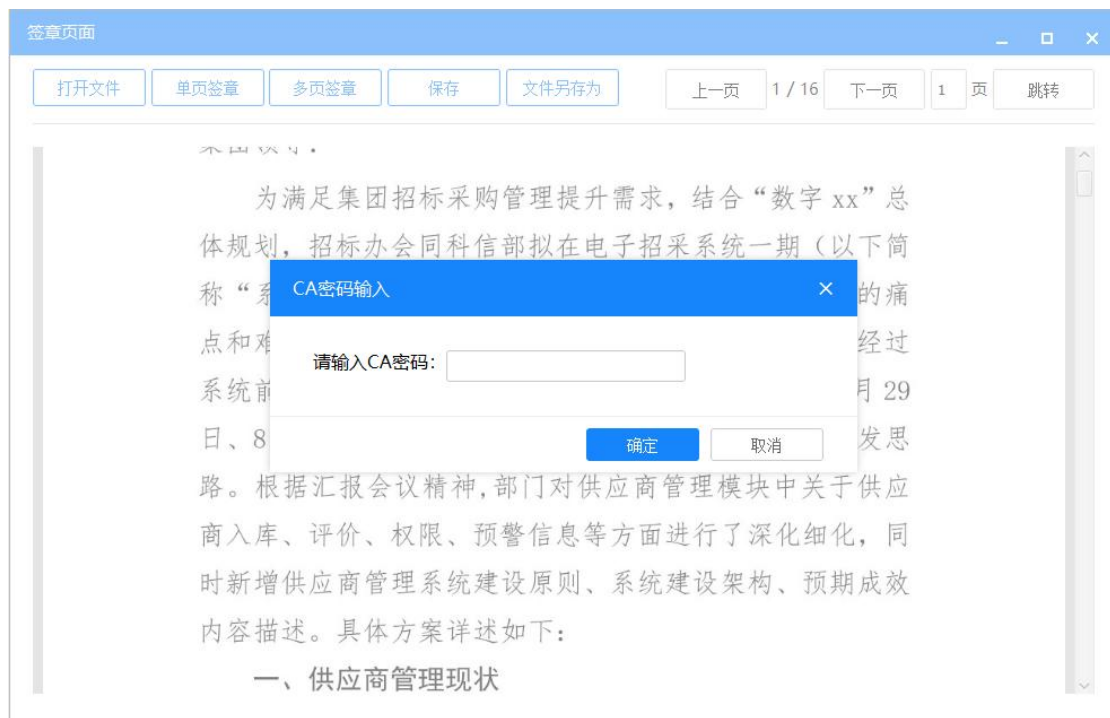 签章页面
打开文件 单页签章 多页签章 保存 文件另存为 上一页 1 / 16 下一页 1 页 跳转
为满足集团招标采购管理提升需求，结合“数字 xx”总
体规划，招标办会同科信部拟在电子招采系统一期（以下简
称“系 的痛
点和难 经过
系统前 月 29
日、8 发思
CA密码输入
请输入CA密码：
确定 取消
路。根据汇报会议精神,部门对供应商管理模块中关于供应
商入库、评价、权限、预警信息等方面进行了深化细化，同
时新增供应商管理系统建设原则、系统建设架构、预期成效
内容描述。具体方案详述如下：
一、供应商管理现状